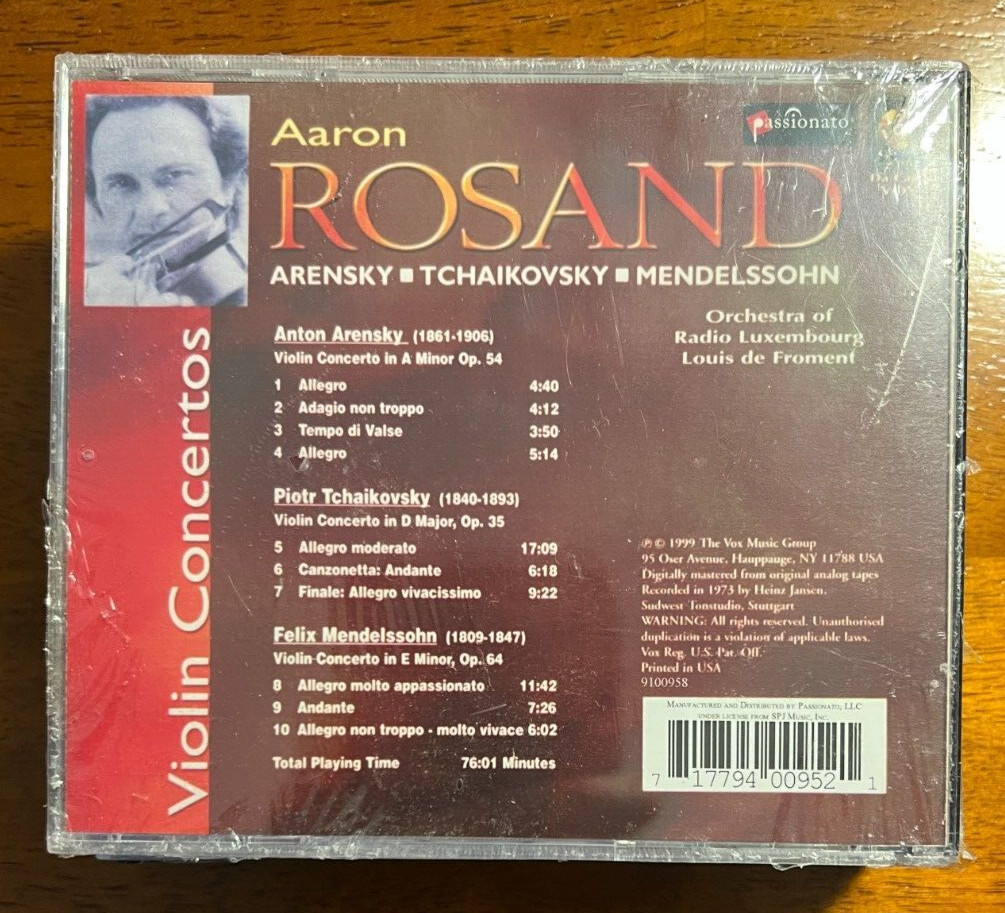 Aaron
ROSAND
ARENSKY ■ TCHAIKOVSKY ■ MENDELSSOHN
passionato
Orchestra of
Radio Luxembourg
Louis de Froment
Violin Concertos
Anton Arensky (1861-1906)
Violin Concerto in A Minor Op. 54
1 Allegro 4:40
2 Adagio non troppo 4:12
3 Tempo di Valse 3:50
4 Allegro 5:14
Piotr Tchaikovsky (1840-1893)
Violin Concerto in D Major, Op. 35
5 Allegro moderato 17:09
6 Canzonetta: Andante 6:18
7 Finale: Allegro vivacissimo 9:22
Felix Mendelssohn (1809-1847)
Violin Concerto in E Minor, Op. 64
8 Allegro molto appassionato 11:42
9 Andante 7:26
10 Allegro non troppo - molto vivace 6:02
Total Playing Time 76:01 Minutes
℗ © 1999 The Vox Music Group
95 Oser Avenue, Hauppauge, NY 11788 USA
Digitally mastered from original analog tapes
Recorded in 1973 by Heinz Jansen.
Sudwest Tonstudio, Stuttgart
WARNING: All rights reserved. Unauthorised
duplication is a violation of applicable laws.
Vox Reg. U.S. Pat. Off.
Printed in USA
9100958
Manufactured and Distributed by Passionato, LLC
under license from SPJ Music, Inc.
7 17794 00952 1